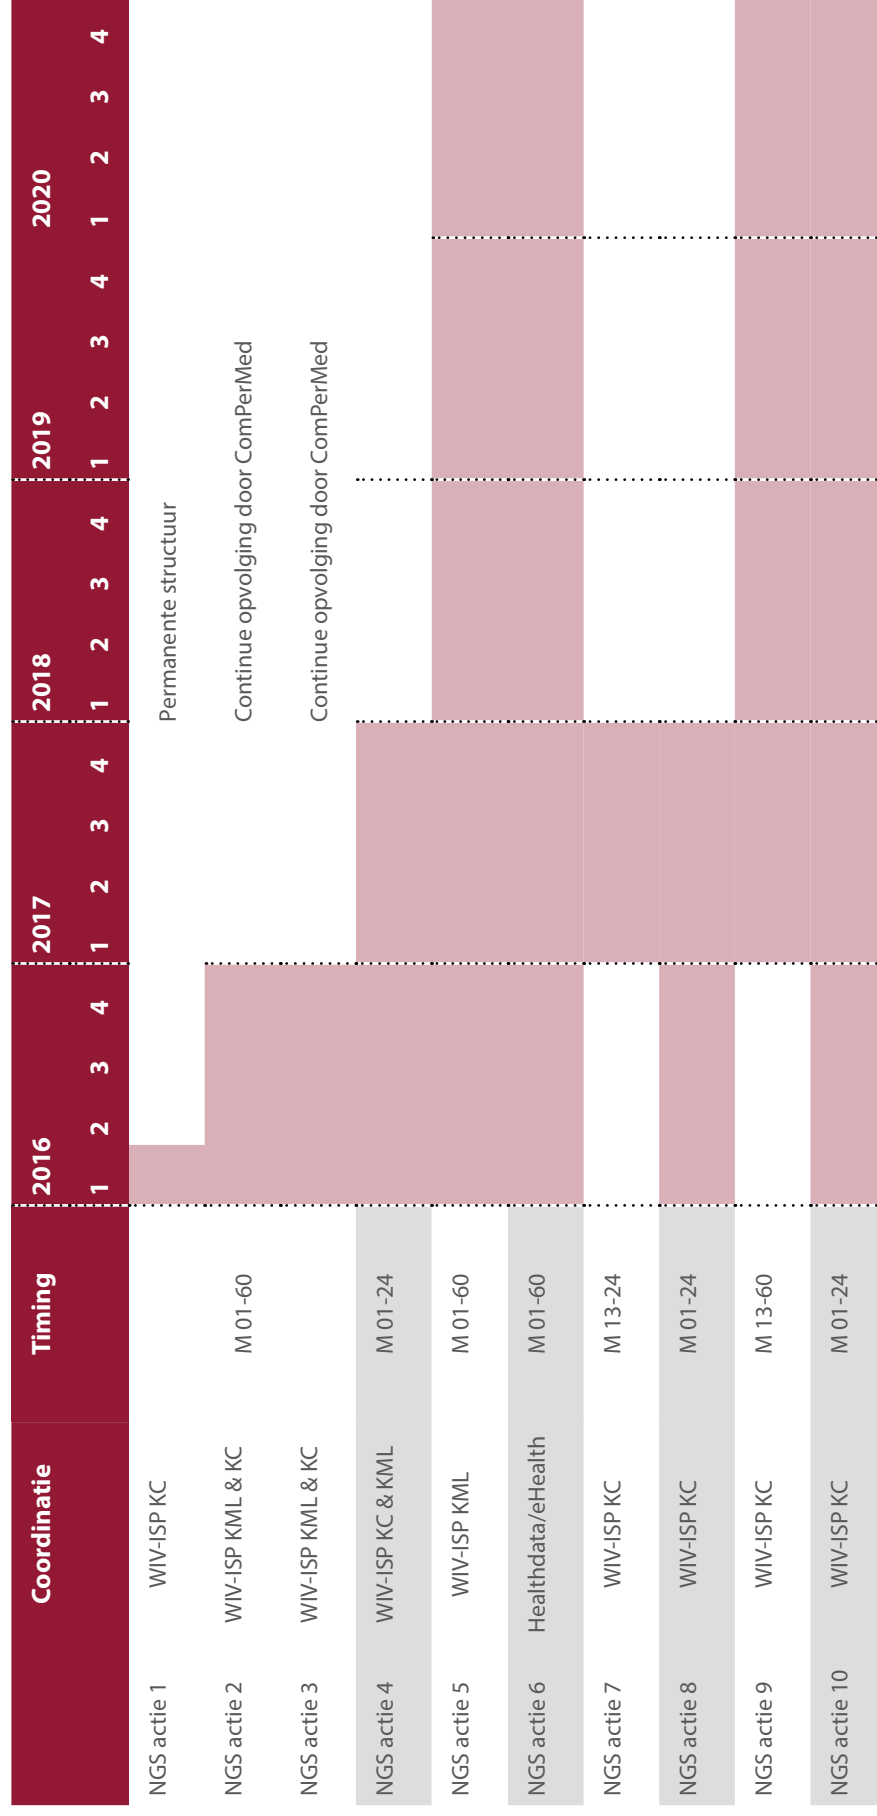 Coordinatie Timing 2016 2017 2018 2019 2020
1 2 3 4 1 2 3 4 1 2 3 4 1 2 3 4 1 2 3 4
NGS actie 1 WIV-ISP KC Permanente structuur
NGS actie 2 WIV-ISP KML & KC M 01-60 Continue opvolging door ComPerMed
NGS actie 3 WIV-ISP KML & KC Continue opvolging door ComPerMed
NGS actie 4 WIV-ISP KC & KML M 01-24
NGS actie 5 WIV-ISP KML M 01-60
NGS actie 6 Healthdata/eHealth M 01-60
NGS actie 7 WIV-ISP KC M 13-24
NGS actie 8 WIV-ISP KC M 01-24
NGS actie 9 WIV-ISP KC M 13-60
NGS actie 10 WIV-ISP KC M 01-24